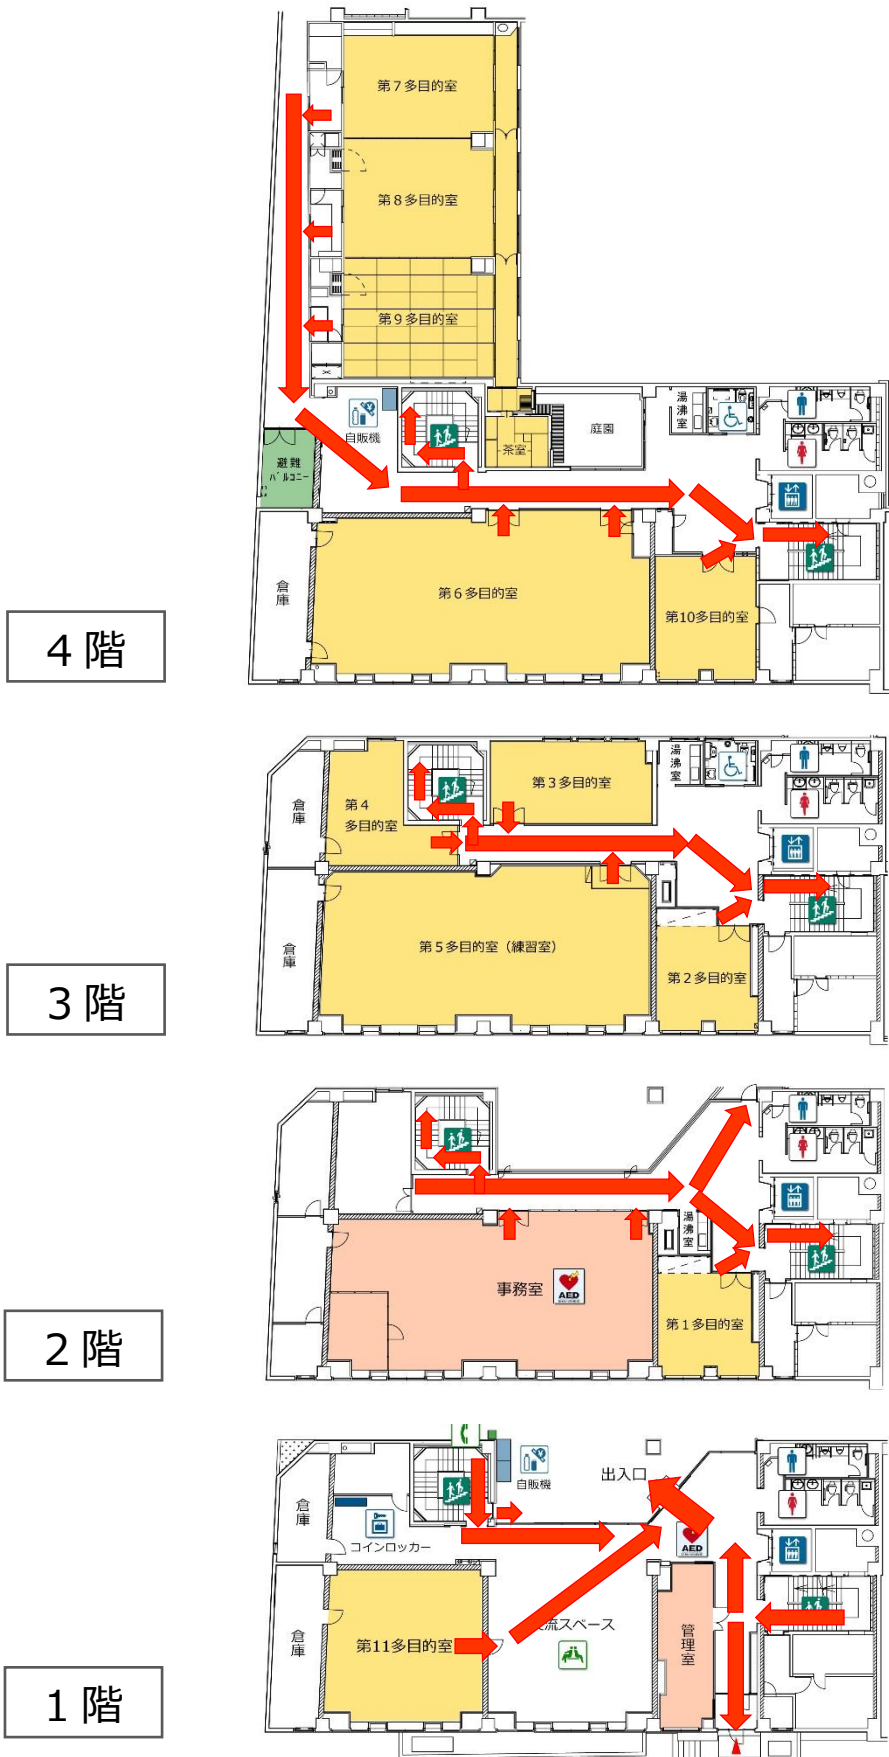 第７多目的室
第８多目的室
第９多目的室
自販機
茶室
庭園
湯沸室
避難
バルコニー
倉庫
第６多目的室
第10多目的室
４階
倉庫
第４
多目的室
第３多目的室
湯沸室
倉庫
第５多目的室（練習室）
第２多目的室
３階
湯沸室
事務室
AED
第１多目的室
２階
自販機
出入口
倉庫
コインロッカー
AED
倉庫
第11多目的室
流スペース
管理室
１階